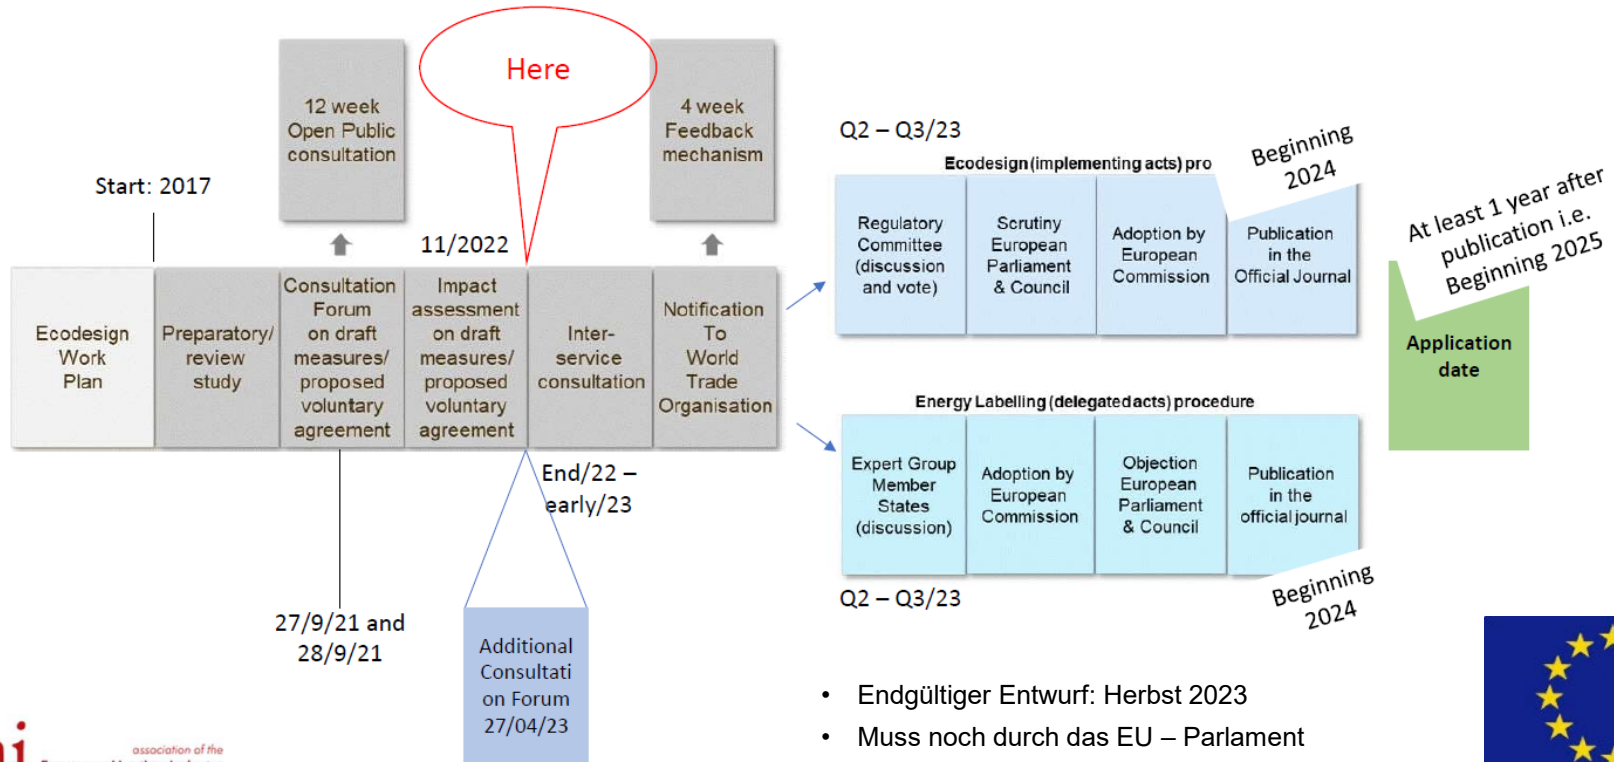 Here
12 week
Open Public
consultation
4 week
Feedback
mechanism
Start: 2017
11/2022
Ecodesign
Work
Plan
Preparatory/
review
study
Consultation
Forum
on draft
measures/
proposed
voluntary
agreement
Impact
assessment
on draft
measures/
proposed
voluntary
agreement
Inter-
service
consultation
Notification
To
World
Trade
Organisation
End/22 –
early/23
27/9/21 and
28/9/21
Additional
Consultati
on Forum
27/04/23
Q2 – Q3/23
Ecodesign (implementing acts) pro
Beginning
2024
Regulatory
Committee
(discussion
and vote)
Scrutiny
European
Parliament
& Council
Adoption by
European
Commission
Publication
in the
Official Journal
At least 1 year after
publication i.e.
Beginning 2025
Application
date
Energy Labelling (delegated acts) procedure
Expert Group
Member
States
(discussion)
Adoption by
European
Commission
Objection
European
Parliament
& Council
Publication
in the
official journal
Q2 – Q3/23
Beginning
2024
• Endgültiger Entwurf: Herbst 2023
• Muss noch durch das EU – Parlament
association of the